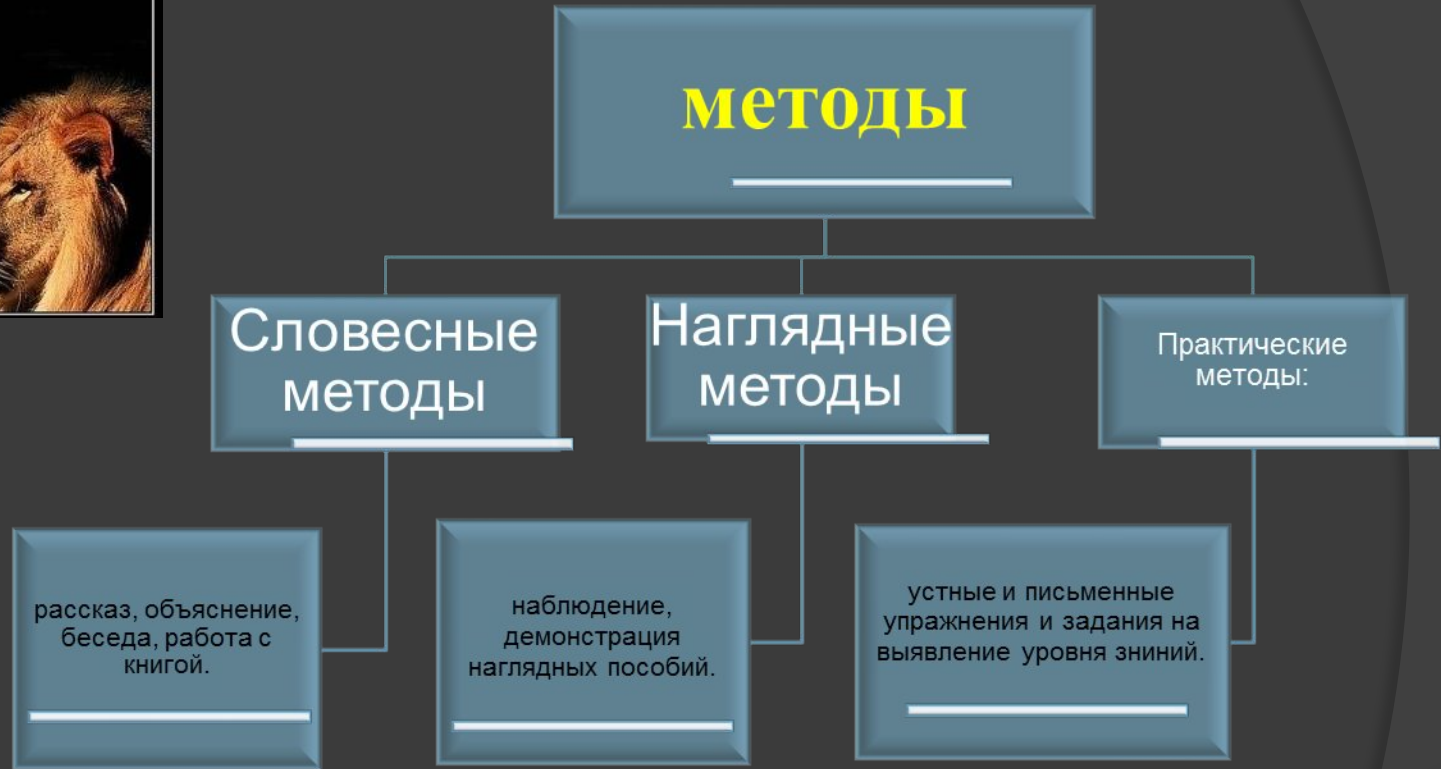 методы
Словесные
методы
Наглядные
методы
Практические
методы:
рассказ, объяснение,
беседа, работа с
книгой.
наблюдение,
демонстрация
наглядных пособий.
устные и письменные
упражнения и задания на
выявление уровня зниний.